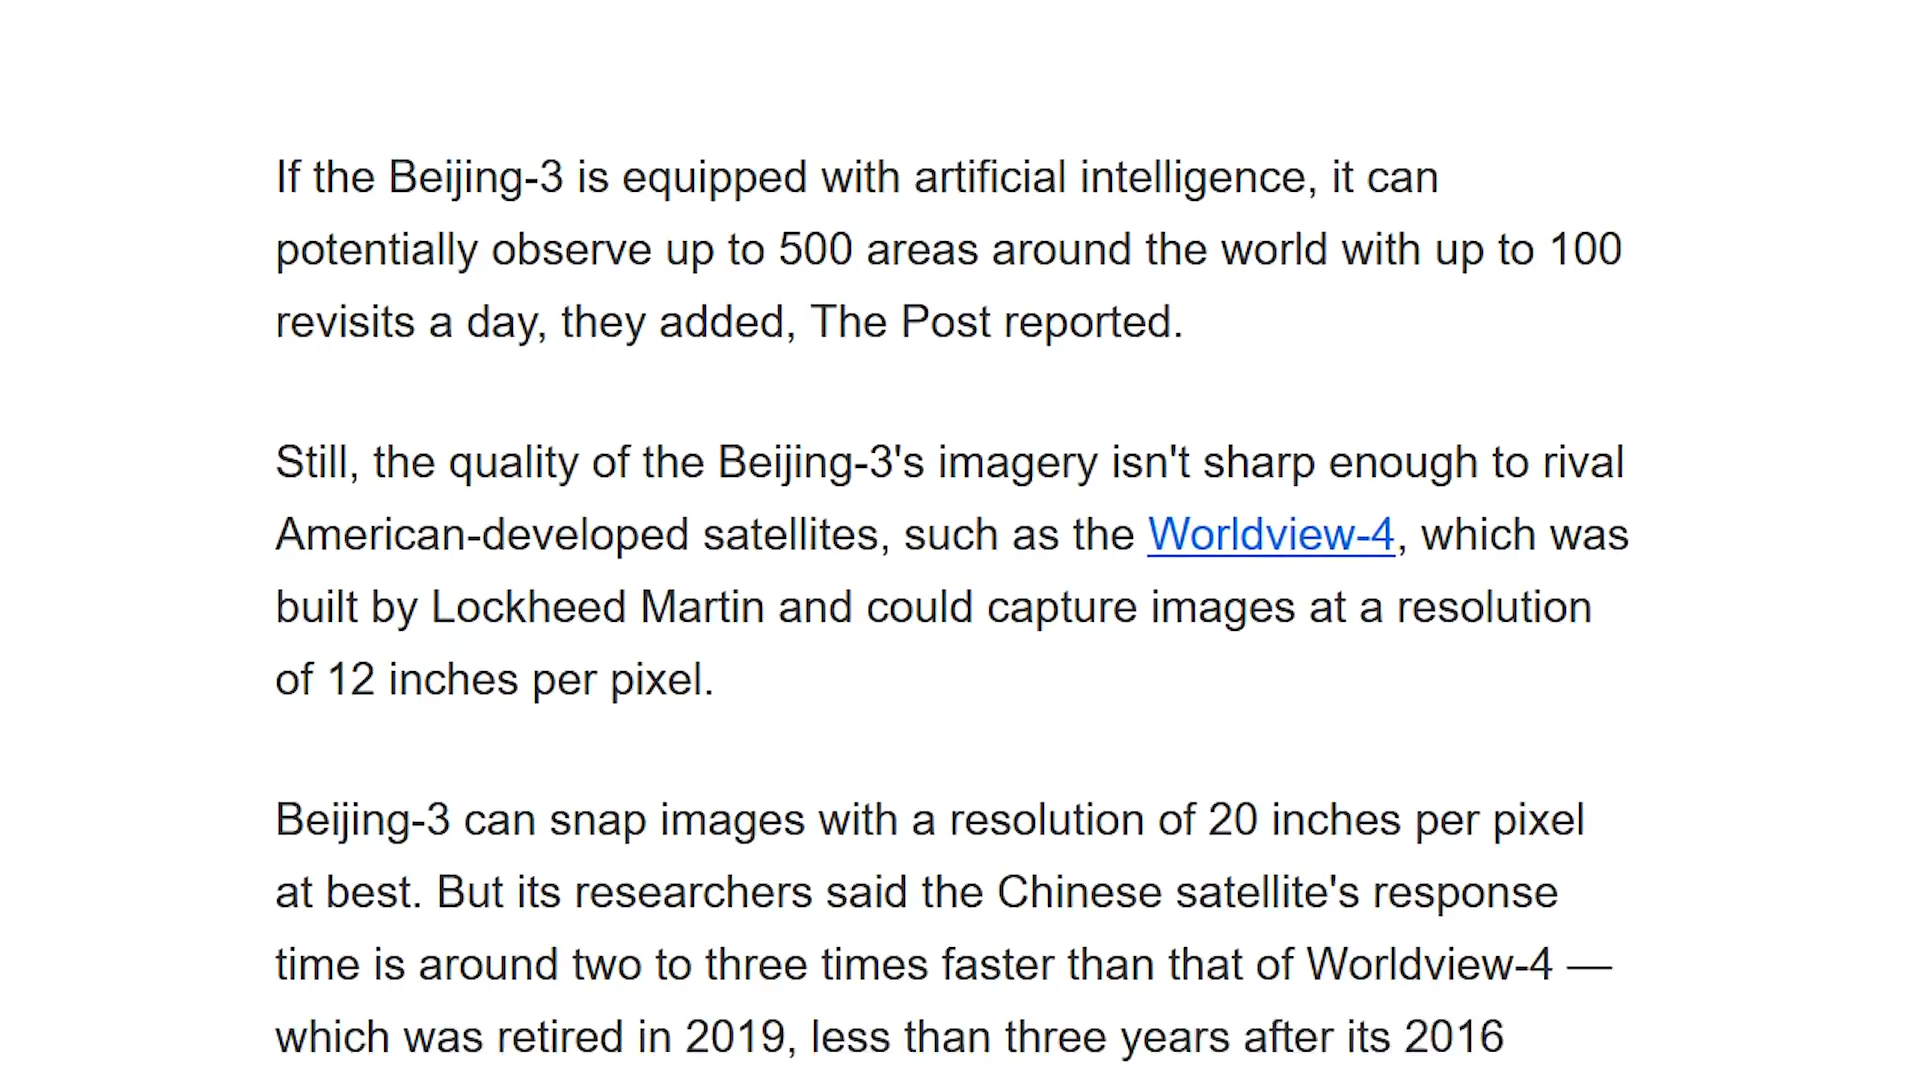 If the Beijing-3 is equipped with artificial intelligence, it can
potentially observe up to 500 areas around the world with up to 100
revisits a day, they added, The Post reported.
Still, the quality of the Beijing-3's imagery isn't sharp enough to rival
American-developed satellites, such as the Worldview-4, which was
built by Lockheed Martin and could capture images at a resolution
of 12 inches per pixel.
Beijing-3 can snap images with a resolution of 20 inches per pixel
at best. But its researchers said the Chinese satellite's response
time is around two to three times faster than that of Worldview-4 —
which was retired in 2019, less than three years after its 2016